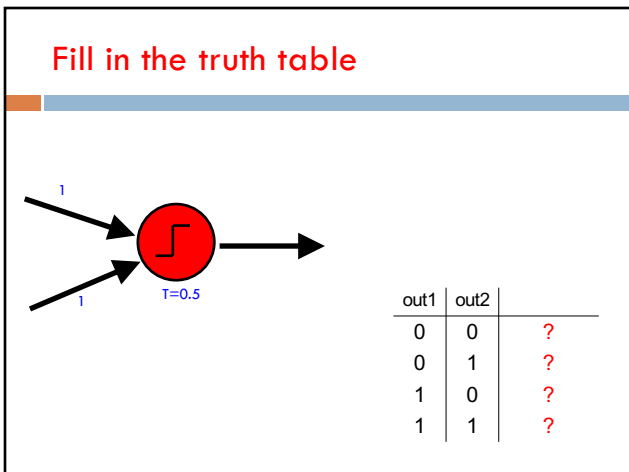 Fill in the truth table
1
1
T=0.5
out1 out2
0 0 ?
0 1 ?
1 0 ?
1 1 ?